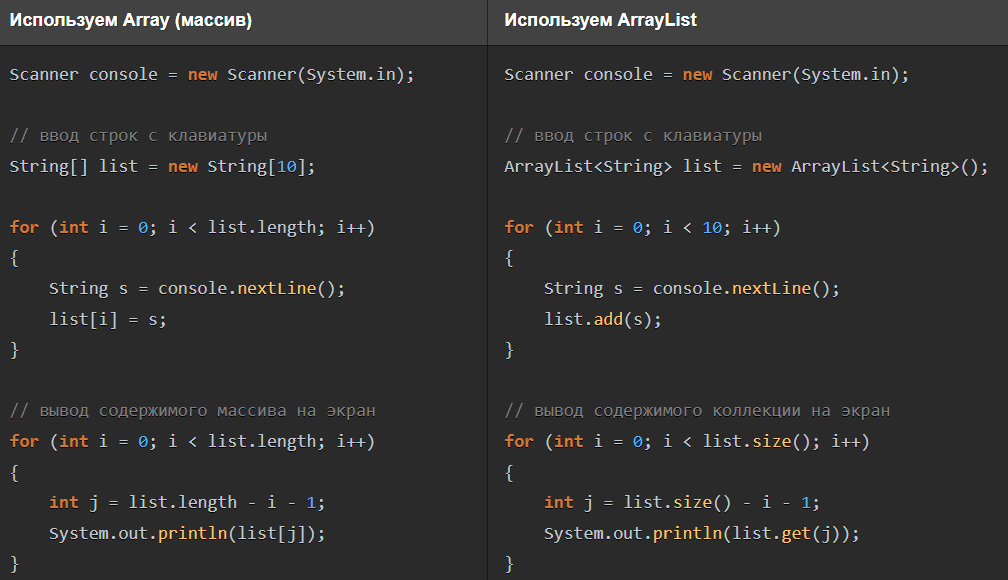 Используем Array (массив)
Scanner console = new Scanner(System.in);
// ввод строк с клавиатуры
String[] list = new String[10];
for (int i = 0; i < list.length; i++)
{
    String s = console.nextLine();
    list[i] = s;
}
// вывод содержимого массива на экран
for (int i = 0; i < list.length; i++)
{
    int j = list.length - i - 1;
    System.out.println(list[j]);
}
Используем ArrayList
Scanner console = new Scanner(System.in);
// ввод строк с клавиатуры
ArrayList<String> list = new ArrayList<String>();
for (int i = 0; i < 10; i++)
{
    String s = console.nextLine();
    list.add(s);
}
// вывод содержимого коллекции на экран
for (int i = 0; i < list.size(); i++)
{
    int j = list.size() - i - 1;
    System.out.println(list.get(j));
}